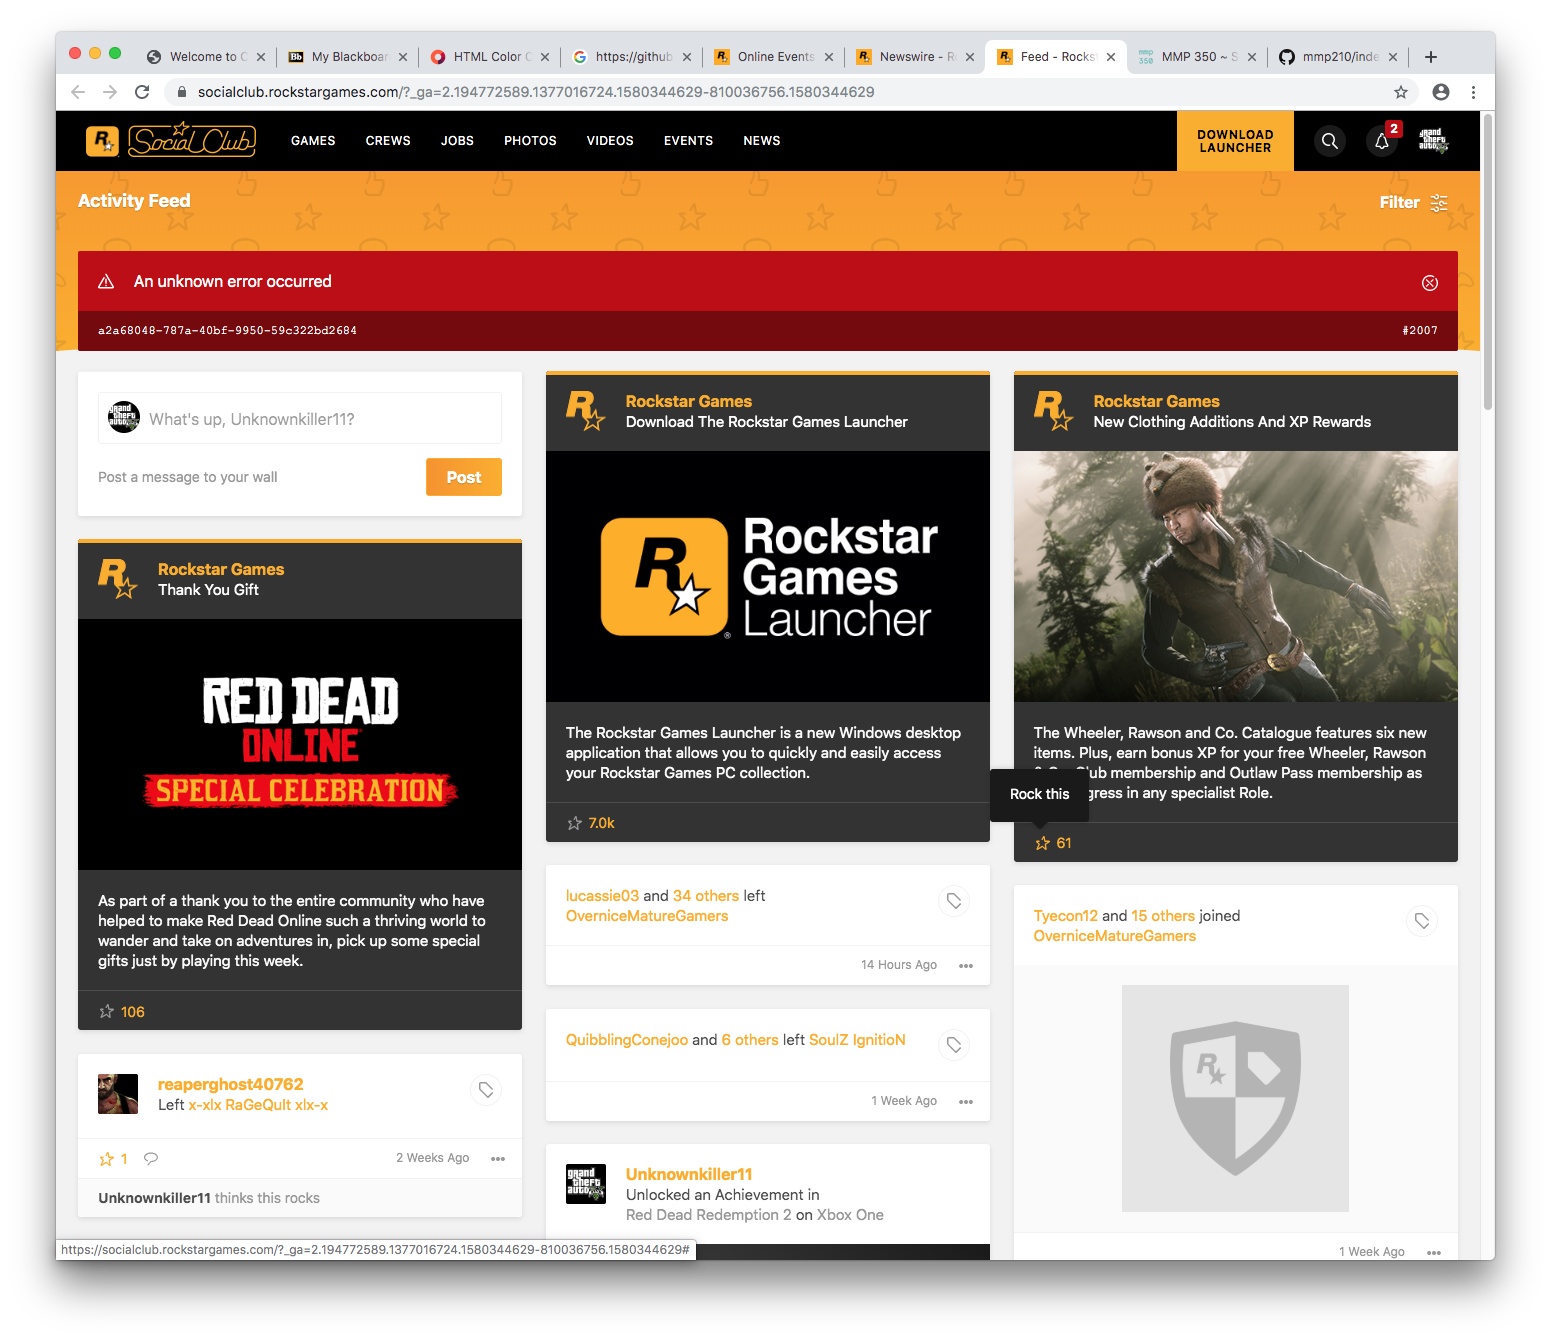 Welcome to C
My Blackboar
HTML Color C
https://github
Online Events
Newswire - R
Feed - Rockst
MMP 350 ~ S
mmp210/inde
socialclub.rockstargames.com/?_ga=2.194772589.1377016724.1580344629-810036756.1580344629
Social Club
GAMES
CREWS
JOBS
PHOTOS
VIDEOS
EVENTS
NEWS
DOWNLOAD
LAUNCHER
2
Activity Feed
Filter
An unknown error occurred
a2a68048-787a-40bf-9950-59c322bd2684
#2007
What's up, Unknownkiller11?
Post a message to your wall
Post
Rockstar Games
Thank You Gift
RED DEAD
ONLINE
SPECIAL CELEBRATION
As part of a thank you to the entire community who have
helped to make Red Dead Online such a thriving world to
wander and take on adventures in, pick up some special
gifts just by playing this week.
106
reaperghost40762
Left x-xlx RaGeQuIt xlx-x
1
2 Weeks Ago
Unknownkiller11 thinks this rocks
Rockstar Games
Download The Rockstar Games Launcher
R
Rockstar
Games
Launcher
The Rockstar Games Launcher is a new Windows desktop
application that allows you to quickly and easily access
your Rockstar Games PC collection.
7.0k
lucassie03 and 34 others left
OverniceMatureGamers
14 Hours Ago
QuibblingConejoo and 6 others left SoulZ IgnitioN
1 Week Ago
grand
theft
auto
Unknownkiller11
Unlocked an Achievement in
Red Dead Redemption 2 on Xbox One
Rockstar Games
New Clothing Additions And XP Rewards
The Wheeler, Rawson and Co. Catalogue features six new
items. Plus, earn bonus XP for your free Wheeler, Rawson
Club membership and Outlaw Pass membership as
gress in any specialist Role.
Rock this
61
Tyecon12 and 15 others joined
OverniceMatureGamers
1 Week Ago
https://socialclub.rockstargames.com/?_ga=2.194772589.1377016724.1580344629-810036756.1580344629#